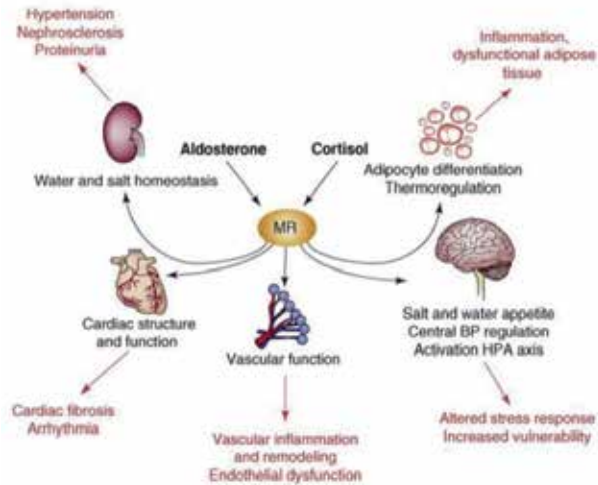 Hypertension
Nephrosclerosis
Proteinuria
Inflammation,
dysfunctional adipose
tissue
Aldosterone
Cortisol
Water and salt homeostasis
Adipocyte differentiation
Thermoregulation
MR
Cardiac structure
and function
Vascular function
Salt and water appetite
Central BP regulation
Activation HPA axis
Cardiac fibrosis
Arrhythmia
Vascular inflammation
and remodeling
Endothelial dysfunction
Altered stress response
Increased vulnerability